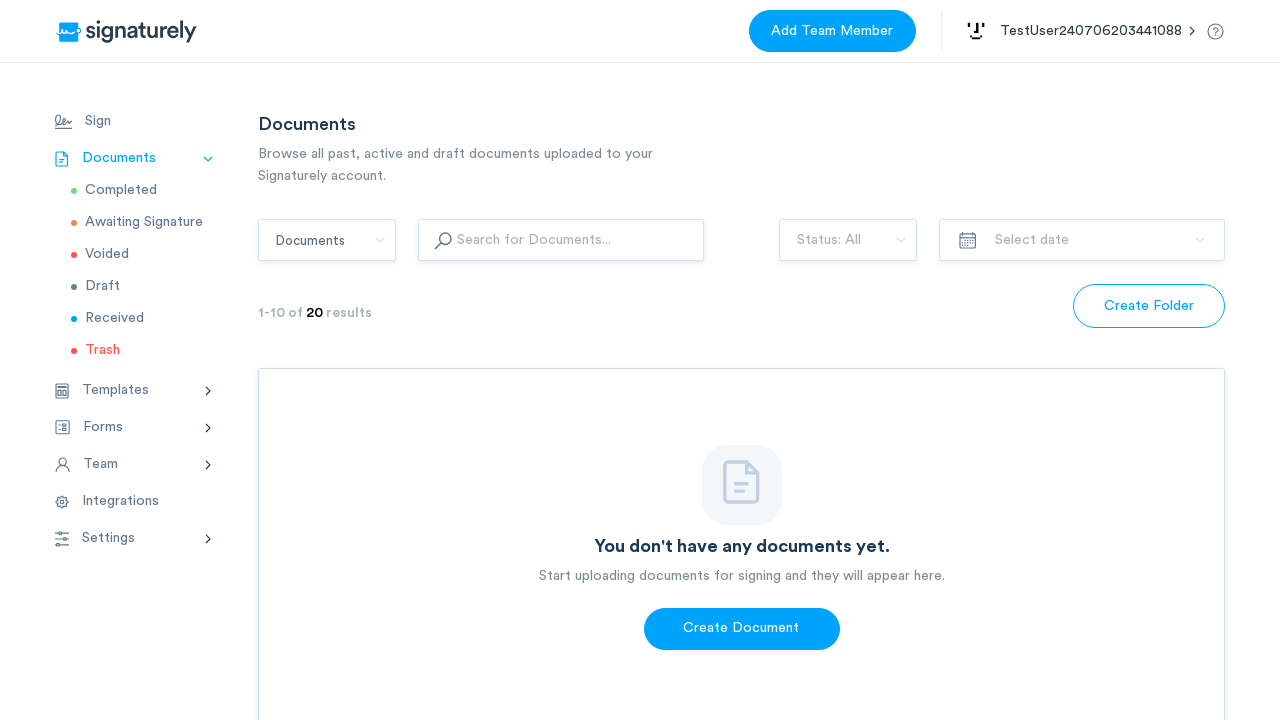 signaturely
Add Team Member
TestUser240706203441088
Sign
Documents
Completed
Awaiting Signature
Voided
Draft
Received
Trash
Templates
Forms
Team
Integrations
Settings
Documents
Browse all past, active and draft documents uploaded to your
Signaturely account.
Documents
Search for Documents...
Status: All
Select date
1-10 of 20 results
Create Folder
You don't have any documents yet.
Start uploading documents for signing and they will appear here.
Create Document